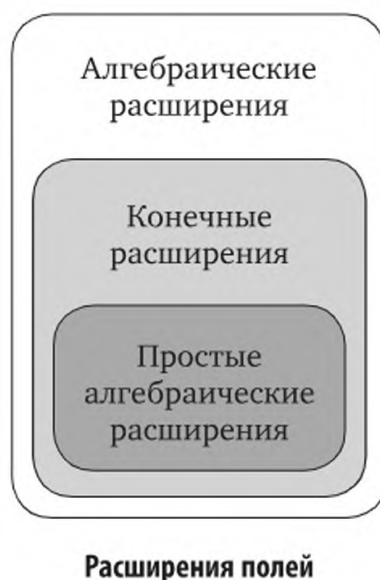 Алгебраические
расширения
Конечные
расширения
Простые
алгебраические
расширения
Расширения полей